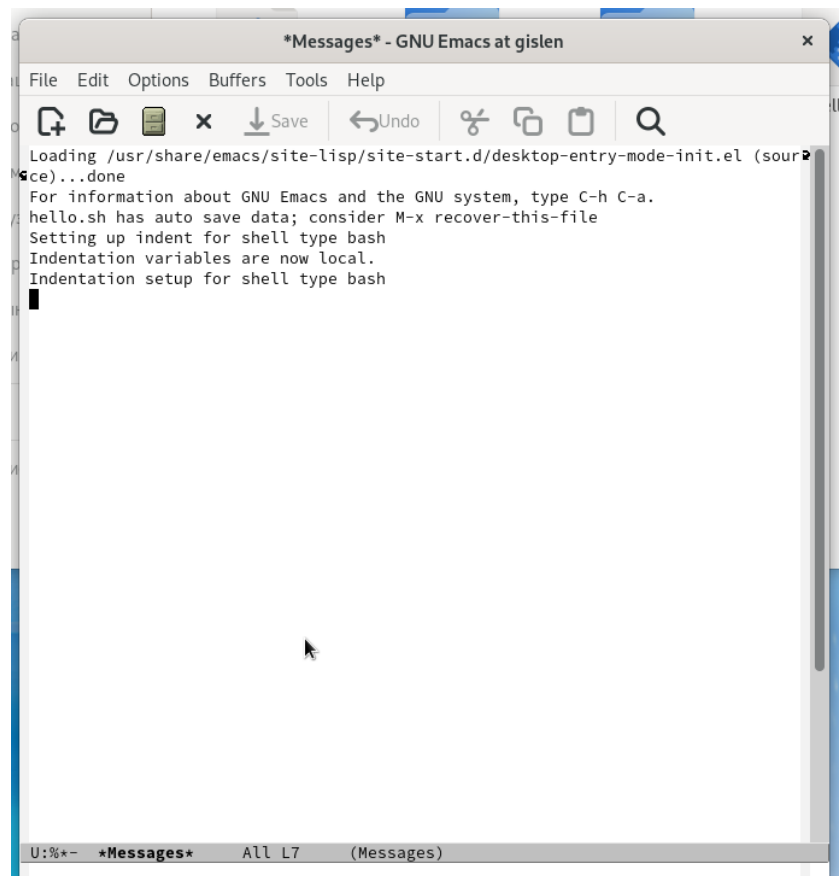 *Messages* - GNU Emacs at gislen
File Edit Options Buffers Tools Help
Save Undo
Loading /usr/share/emacs/site-lisp/site-start.d/desktop-entry-mode-init.el (sour
ce)...done
For information about GNU Emacs and the GNU system, type C-h C-a.
hello.sh has auto save data; consider M-x recover-this-file
Setting up indent for shell type bash
Indentation variables are now local.
Indentation setup for shell type bash
U:%*- *Messages* All L7 (Messages)